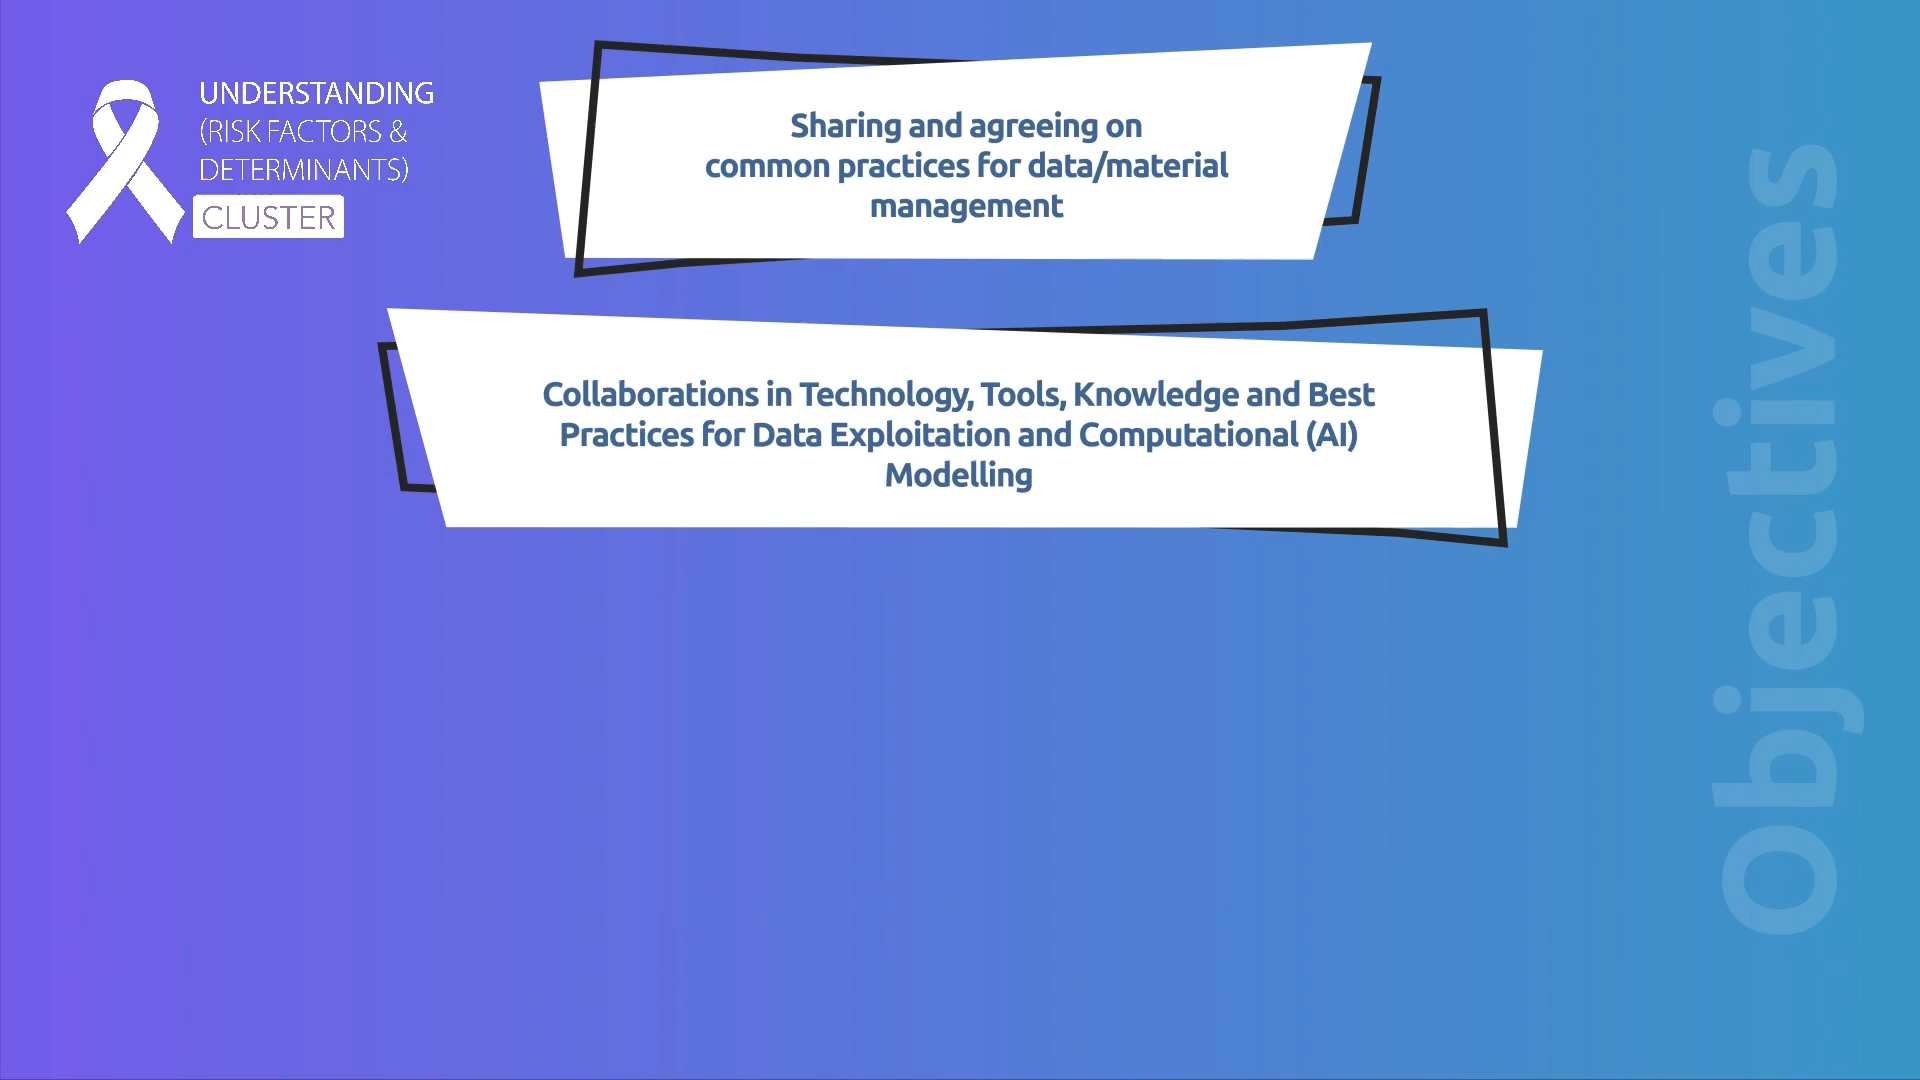 UNDERSTANDING
(RISK FACTORS &
DETERMINANTS)
CLUSTER
Sharing and agreeing on
common practices for data/material
management
Collaborations in Technology, Tools, Knowledge and Best
Practices for Data Exploitation and Computational (AI)
Modelling
Objectives